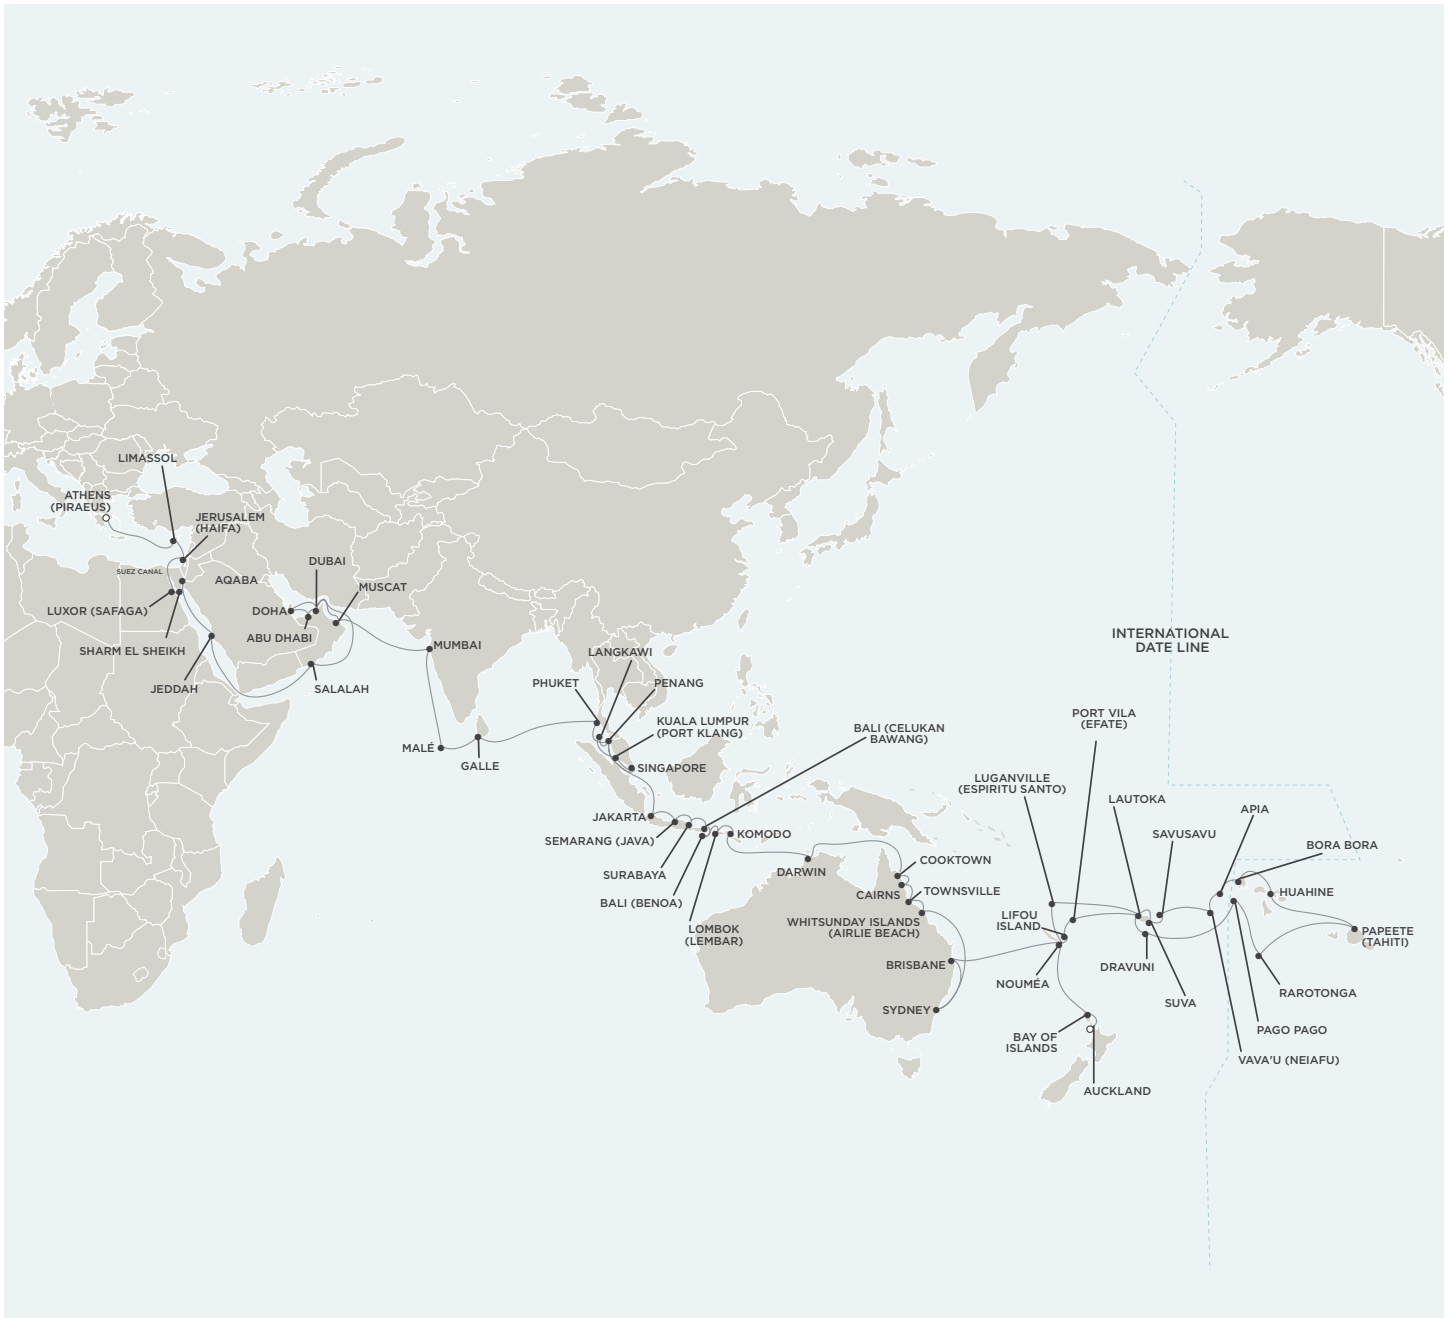 LIMASSOL
ATHENS
(PIRAEUS)
JERUSALEM
(HAIFA)
SUEZ CANAL
AQABA
DUBAI
MUSCAT
LUXOR (SAFAGA)
DOHA
ABU DHABI
SHARM EL SHEIKH
JEDDAH
SALALAH
MUMBAI
MALÉ
GALLE
LANGKAWI
PHUKET
PENANG
KUALA LUMPUR
(PORT KLANG)
SINGAPORE
BALI (CELUKAN
BAWANG)
JAKARTA
SEMARANG (JAVA)
KOMODO
SURABAYA
BALI (BENOA)
LOMBOK
(LEMBAR)
DARWIN
COOKTOWN
CAIRNS
TOWNSVILLE
WHITSUNDAY ISLANDS
(AIRLIE BEACH)
BRISBANE
SYDNEY
INTERNATIONAL
DATE LINE
PORT VILA
(EFATE)
LUGANVILLE
(ESPIRITU SANTO)
LAUTOKA
SAVUSAVU
APIA
BORA BORA
HUAHINE
LIFOU
ISLAND
PAPEETE
(TAHITI)
NOUMÉA
DRAVUNI
SUVA
RAROTONGA
PAGO PAGO
VAVA'U (NEIAFU)
BAY OF
ISLANDS
AUCKLAND